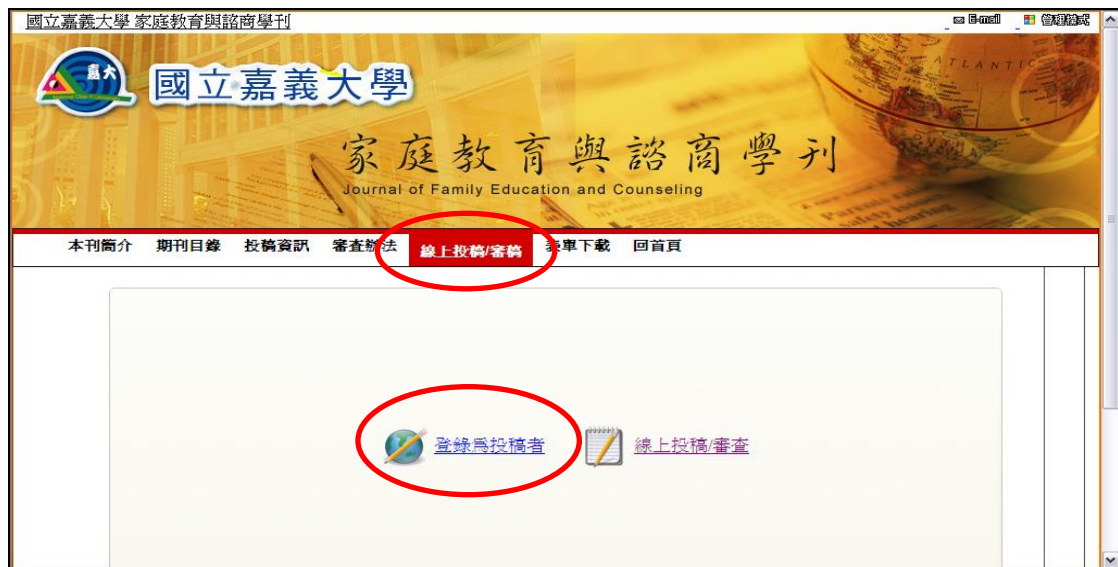 國立嘉義大學 家庭教育與諮商學刊
E-mail 管理模式
嘉大
國立嘉義大學
ATLANTIC
家庭教育與諮商學刊
Journal of Family Education and Counseling
本刊簡介 期刊目錄 投稿資訊 審查辦法 線上投稿/審稿 表單下載 回首頁
登錄為投稿者 線上投稿/審查